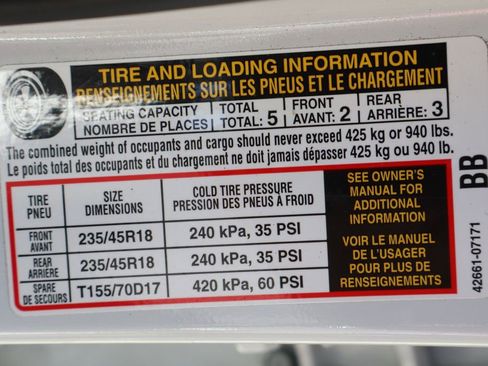 TIRE AND LOADING INFORMATION
RENSEIGNEMENTS SUR LES PNEUS ET LE CHARGEMENT
SEATING CAPACITY TOTAL FRONT REAR
NOMBRE DE PLACES TOTAL: 5 AVANT: 2 ARRIÈRE: 3
The combined weight of occupants and cargo should never exceed 425 kg or 940 lbs.
Le poids total des occupants et du chargement ne doit jamais dépasser 425 kg ou 940 lb.
TIRE SIZE COLD TIRE PRESSURE
PNEU DIMENSIONS PRESSION DES PNEUS À FROID
FRONT
AVANT 235/45R18 240 kPa, 35 PSI
REAR
ARRIÈRE 235/45R18 240 kPa, 35 PSI
SPARE
DE SECOURS T155/70D17 420 kPa, 60 PSI
SEE OWNER'S
MANUAL FOR
ADDITIONAL
INFORMATION
VOIR LE MANUEL
DE L'USAGER
POUR PLUS DE
RENSEIGNEMENTS
BB
42661-07171